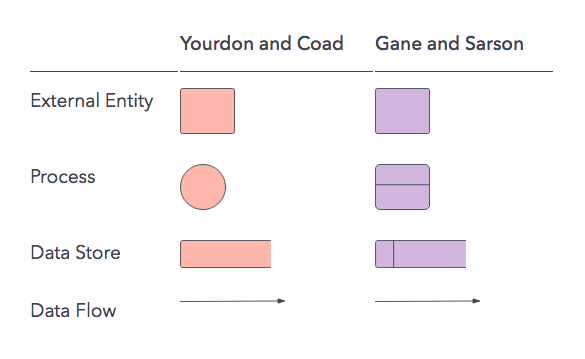 Yourdon and Coad Gane and Sarson
External Entity
Process
Data Store
Data Flow